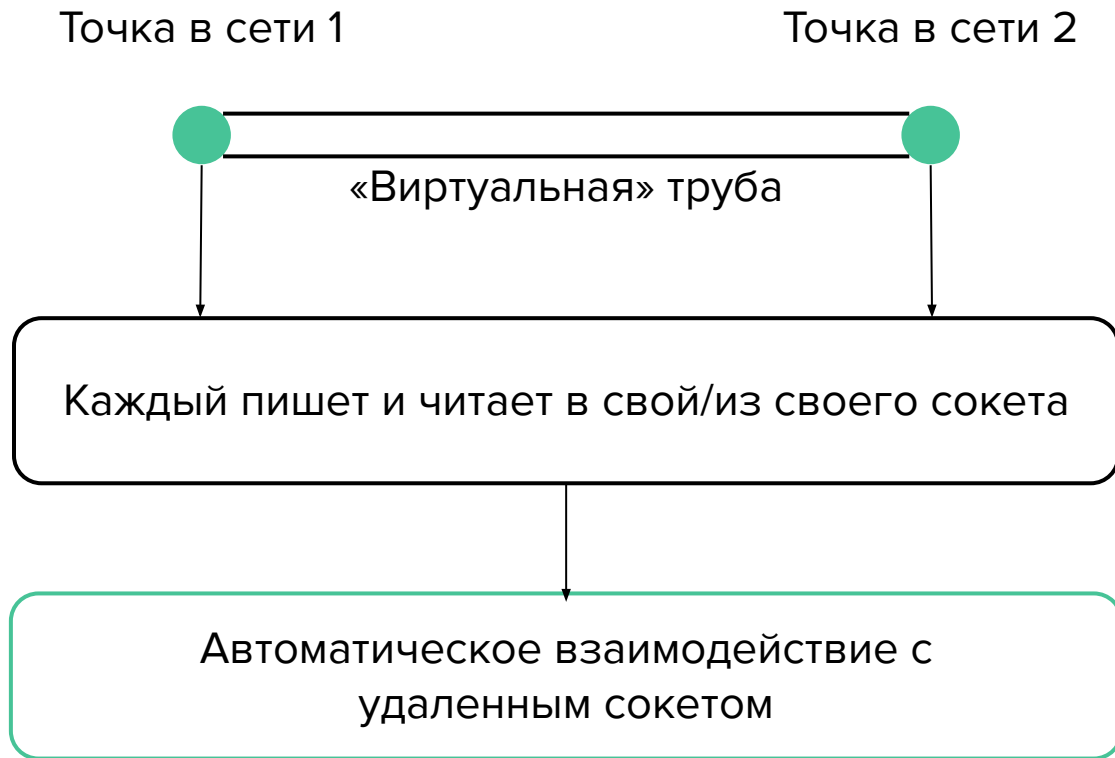 Точка в сети 1
Точка в сети 2
«Виртуальная» труба
Каждый пишет и читает в свой/из своего сокета
Автоматическое взаимодействие с
удаленным сокетом